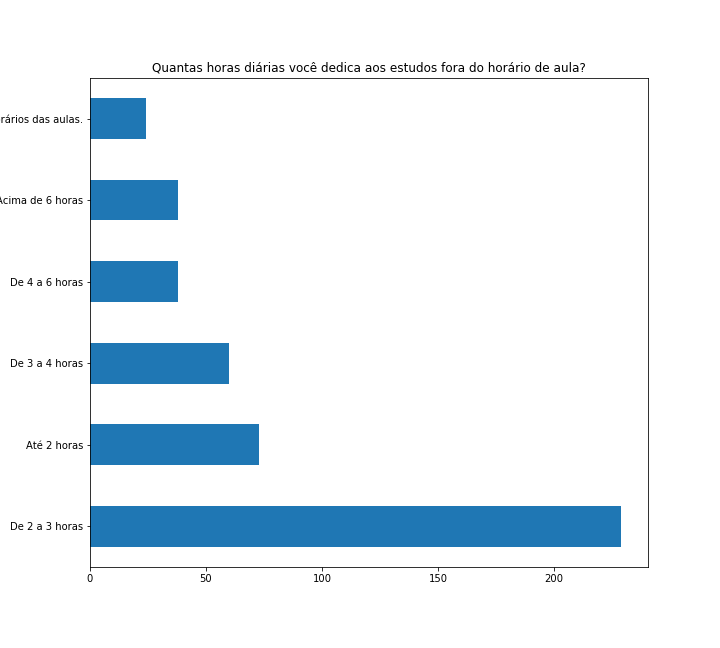 Quantas horas diárias você dedica aos estudos fora do horário de aula?
das aulas.
Acima de 6 horas
De 4 a 6 horas
De 3 a 4 horas
Até 2 horas
De 2 a 3 horas
0 50 100 150 200